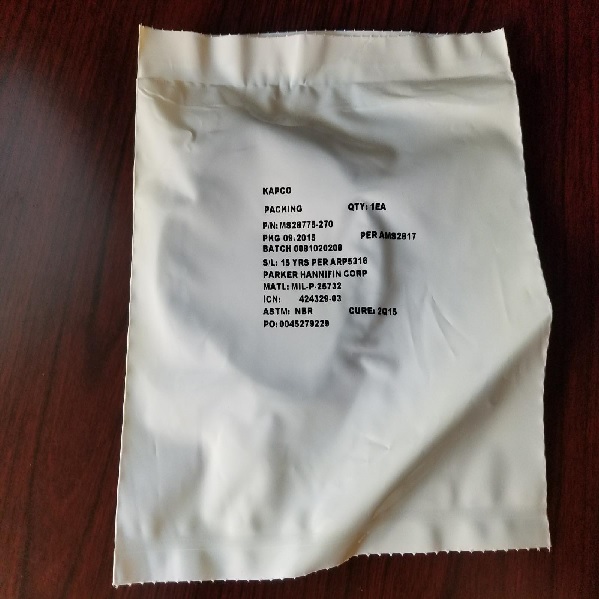 KAPCO
PACKING QTY: 1EA
P/N: MS28775-270
PKG 09.2015 PER AMS2817
BATCH 0081020209
S/L: 15 YRS PER ARP5316
PARKER HANNIFIN CORP
MATL: MIL-P-25732
ICN: 424329-03
ASTM: NBR CURE: 2Q15
PO: 0045279229